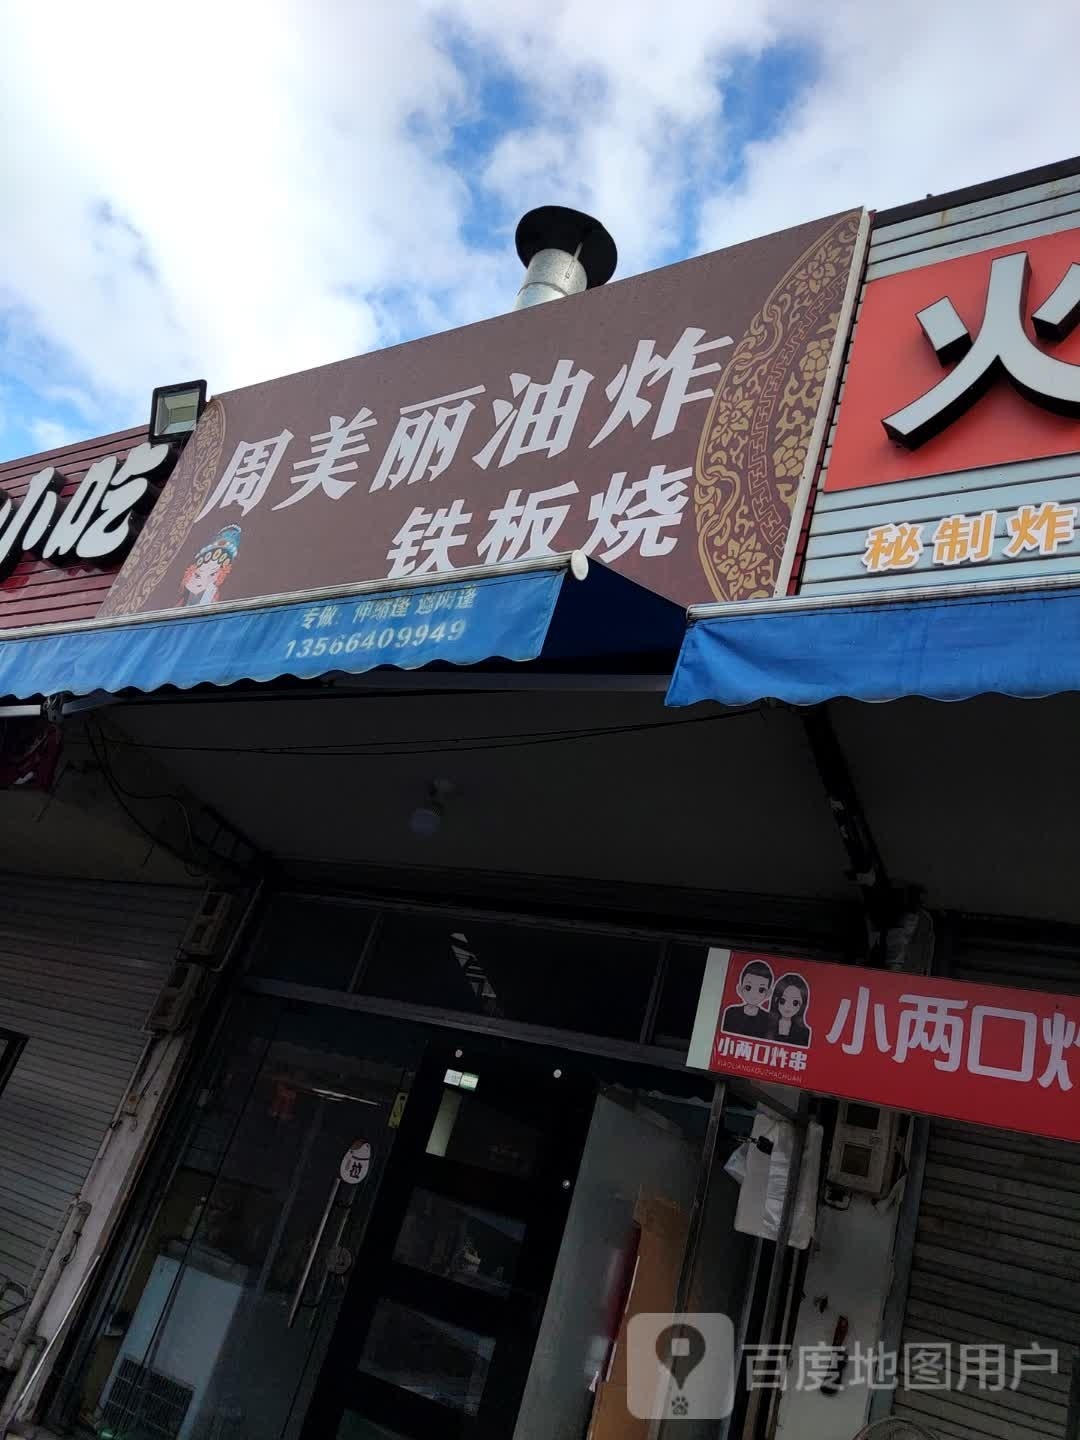 小吃
周美丽油炸
铁板烧
火
秘制炸
专做：伸缩篷 遮阳篷
13566409949
小两口炸
小两口炸串
XIAOLIANGKOUZHACHUAN
拉
百度地图用户